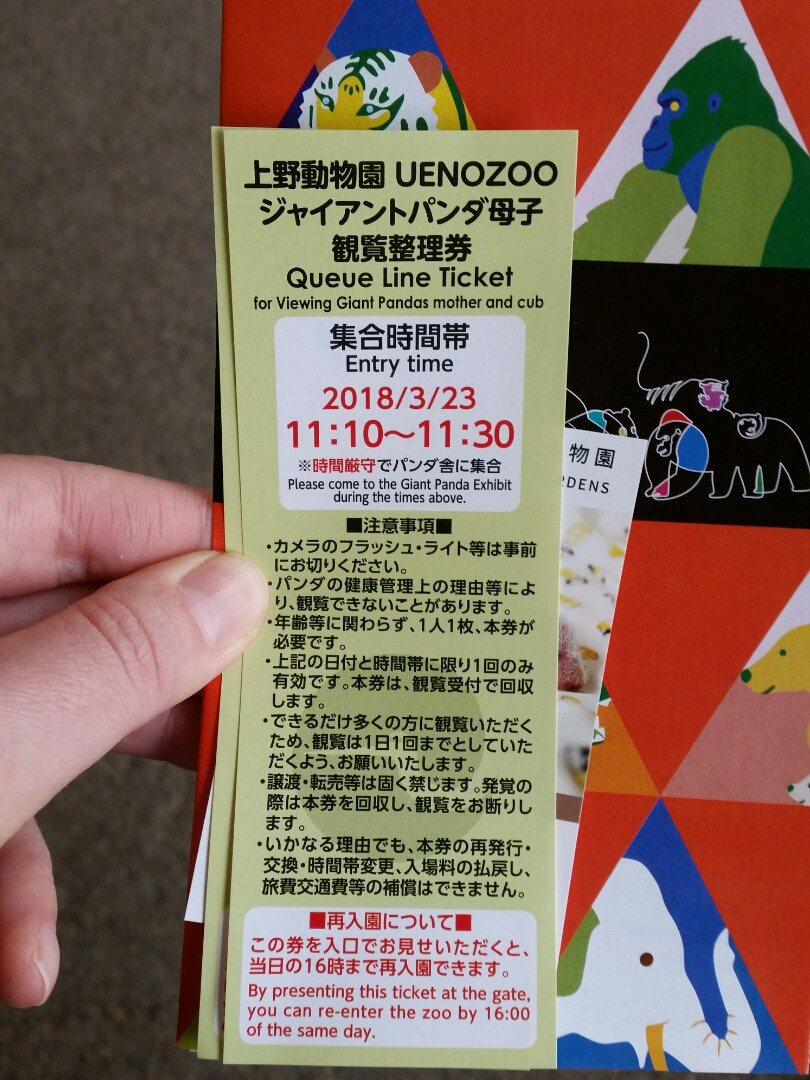 上野動物園 UENOZOO
ジャイアントパンダ母子
観覧整理券
Queue Line Ticket
for Viewing Giant Pandas mother and cub
集合時間帯
Entry time
2018/3/23
11:10～11:30
※時間厳守でパンダ舎に集合
Please come to the Giant Panda Exhibit
during the times above.
■注意事項■
・カメラのフラッシュ・ライト等は事前
にお切りください。
・パンダの健康管理上の理由等によ
り、観覧できないことがあります。
・年齢等に関わらず、1人1枚、本券が
必要です。
・上記の日付と時間帯に限り1回のみ
有効です。本券は、観覧受付で回収
します。
・できるだけ多くの方に観覧いただく
ため、観覧は1日1回までとしていた
だくよう、お願いいたします。
・譲渡・転売等は固く禁じます。発覚の
際は本券を回収し、観覧をお断りし
ます。
・いかなる理由でも、本券の再発行・
交換・時間帯変更、入場料の払戻し、
旅費交通費等の補償はできません。
■再入園について■
この券を入口でお見せいただくと、
当日の16時まで再入園できます。
By presenting this ticket at the gate,
you can re-enter the zoo by 16:00
of the same day.
物園
DENS